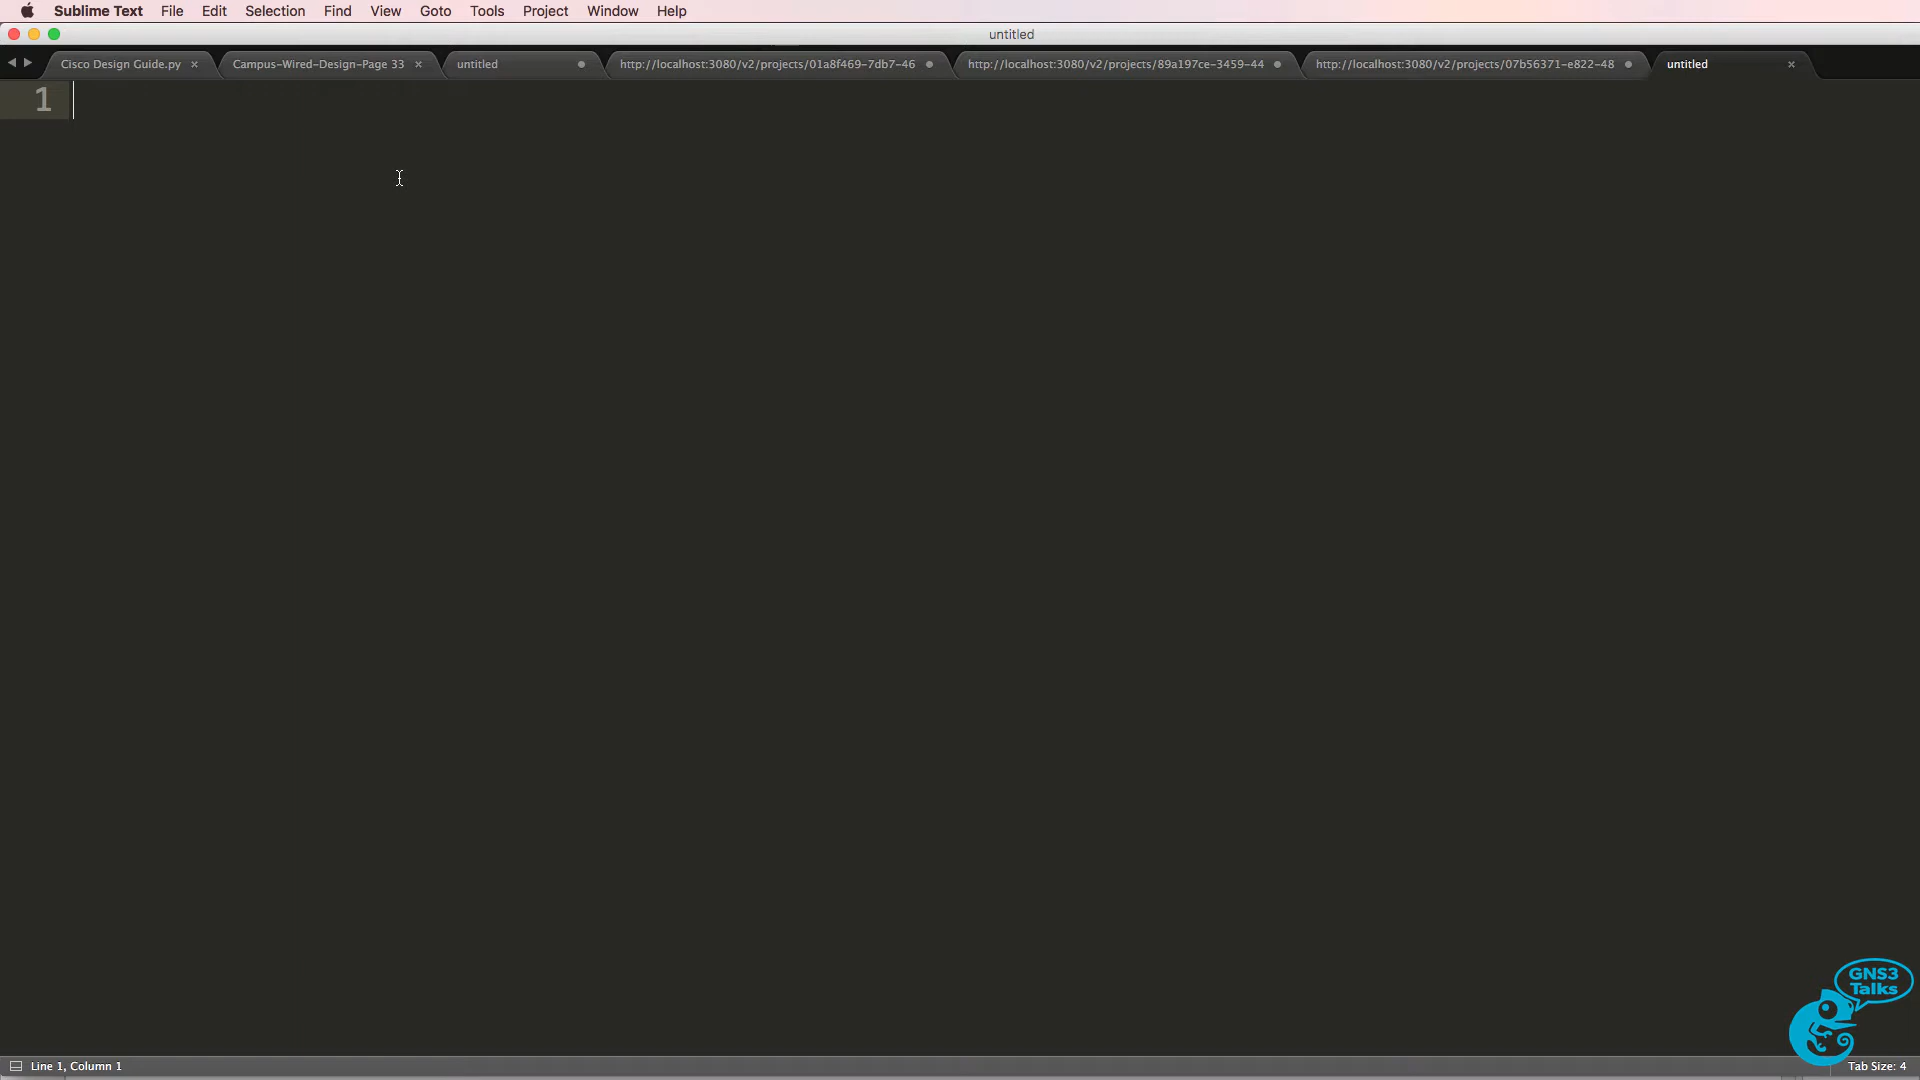 Sublime Text File Edit Selection Find View Goto Tools Project Window Help
untitled
Cisco Design Guide.py Campus-Wired-Design-Page 33 untitled http://localhost:3080/v2/projects/01a8f469-7db7-46 http://localhost:3080/v2/projects/89a197ce-3459-44 http://localhost:3080/v2/projects/07b56371-e822-48 untitled
1
GNS3
Talks
Line 1, Column 1 Tab Size: 4